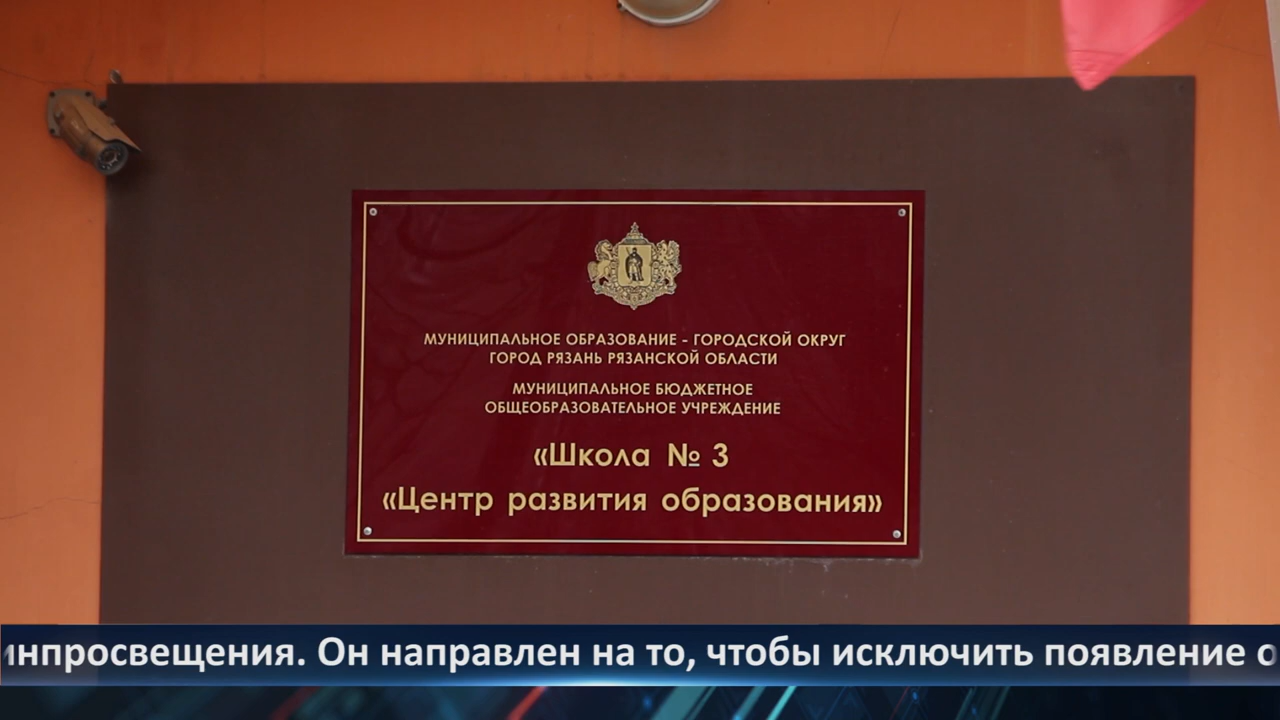 МУНИЦИПАЛЬНОЕ ОБРАЗОВАНИЕ - ГОРОДСКОЙ ОКРУГ
ГОРОД РЯЗАНЬ РЯЗАНСКОЙ ОБЛАСТИ
МУНИЦИПАЛЬНОЕ БЮДЖЕТНОЕ
ОБЩЕОБРАЗОВАТЕЛЬНОЕ УЧРЕЖДЕНИЕ
«Школа № 3
«Центр развития образования»
инпросвещения. Он направлен на то, чтобы исключить появление о